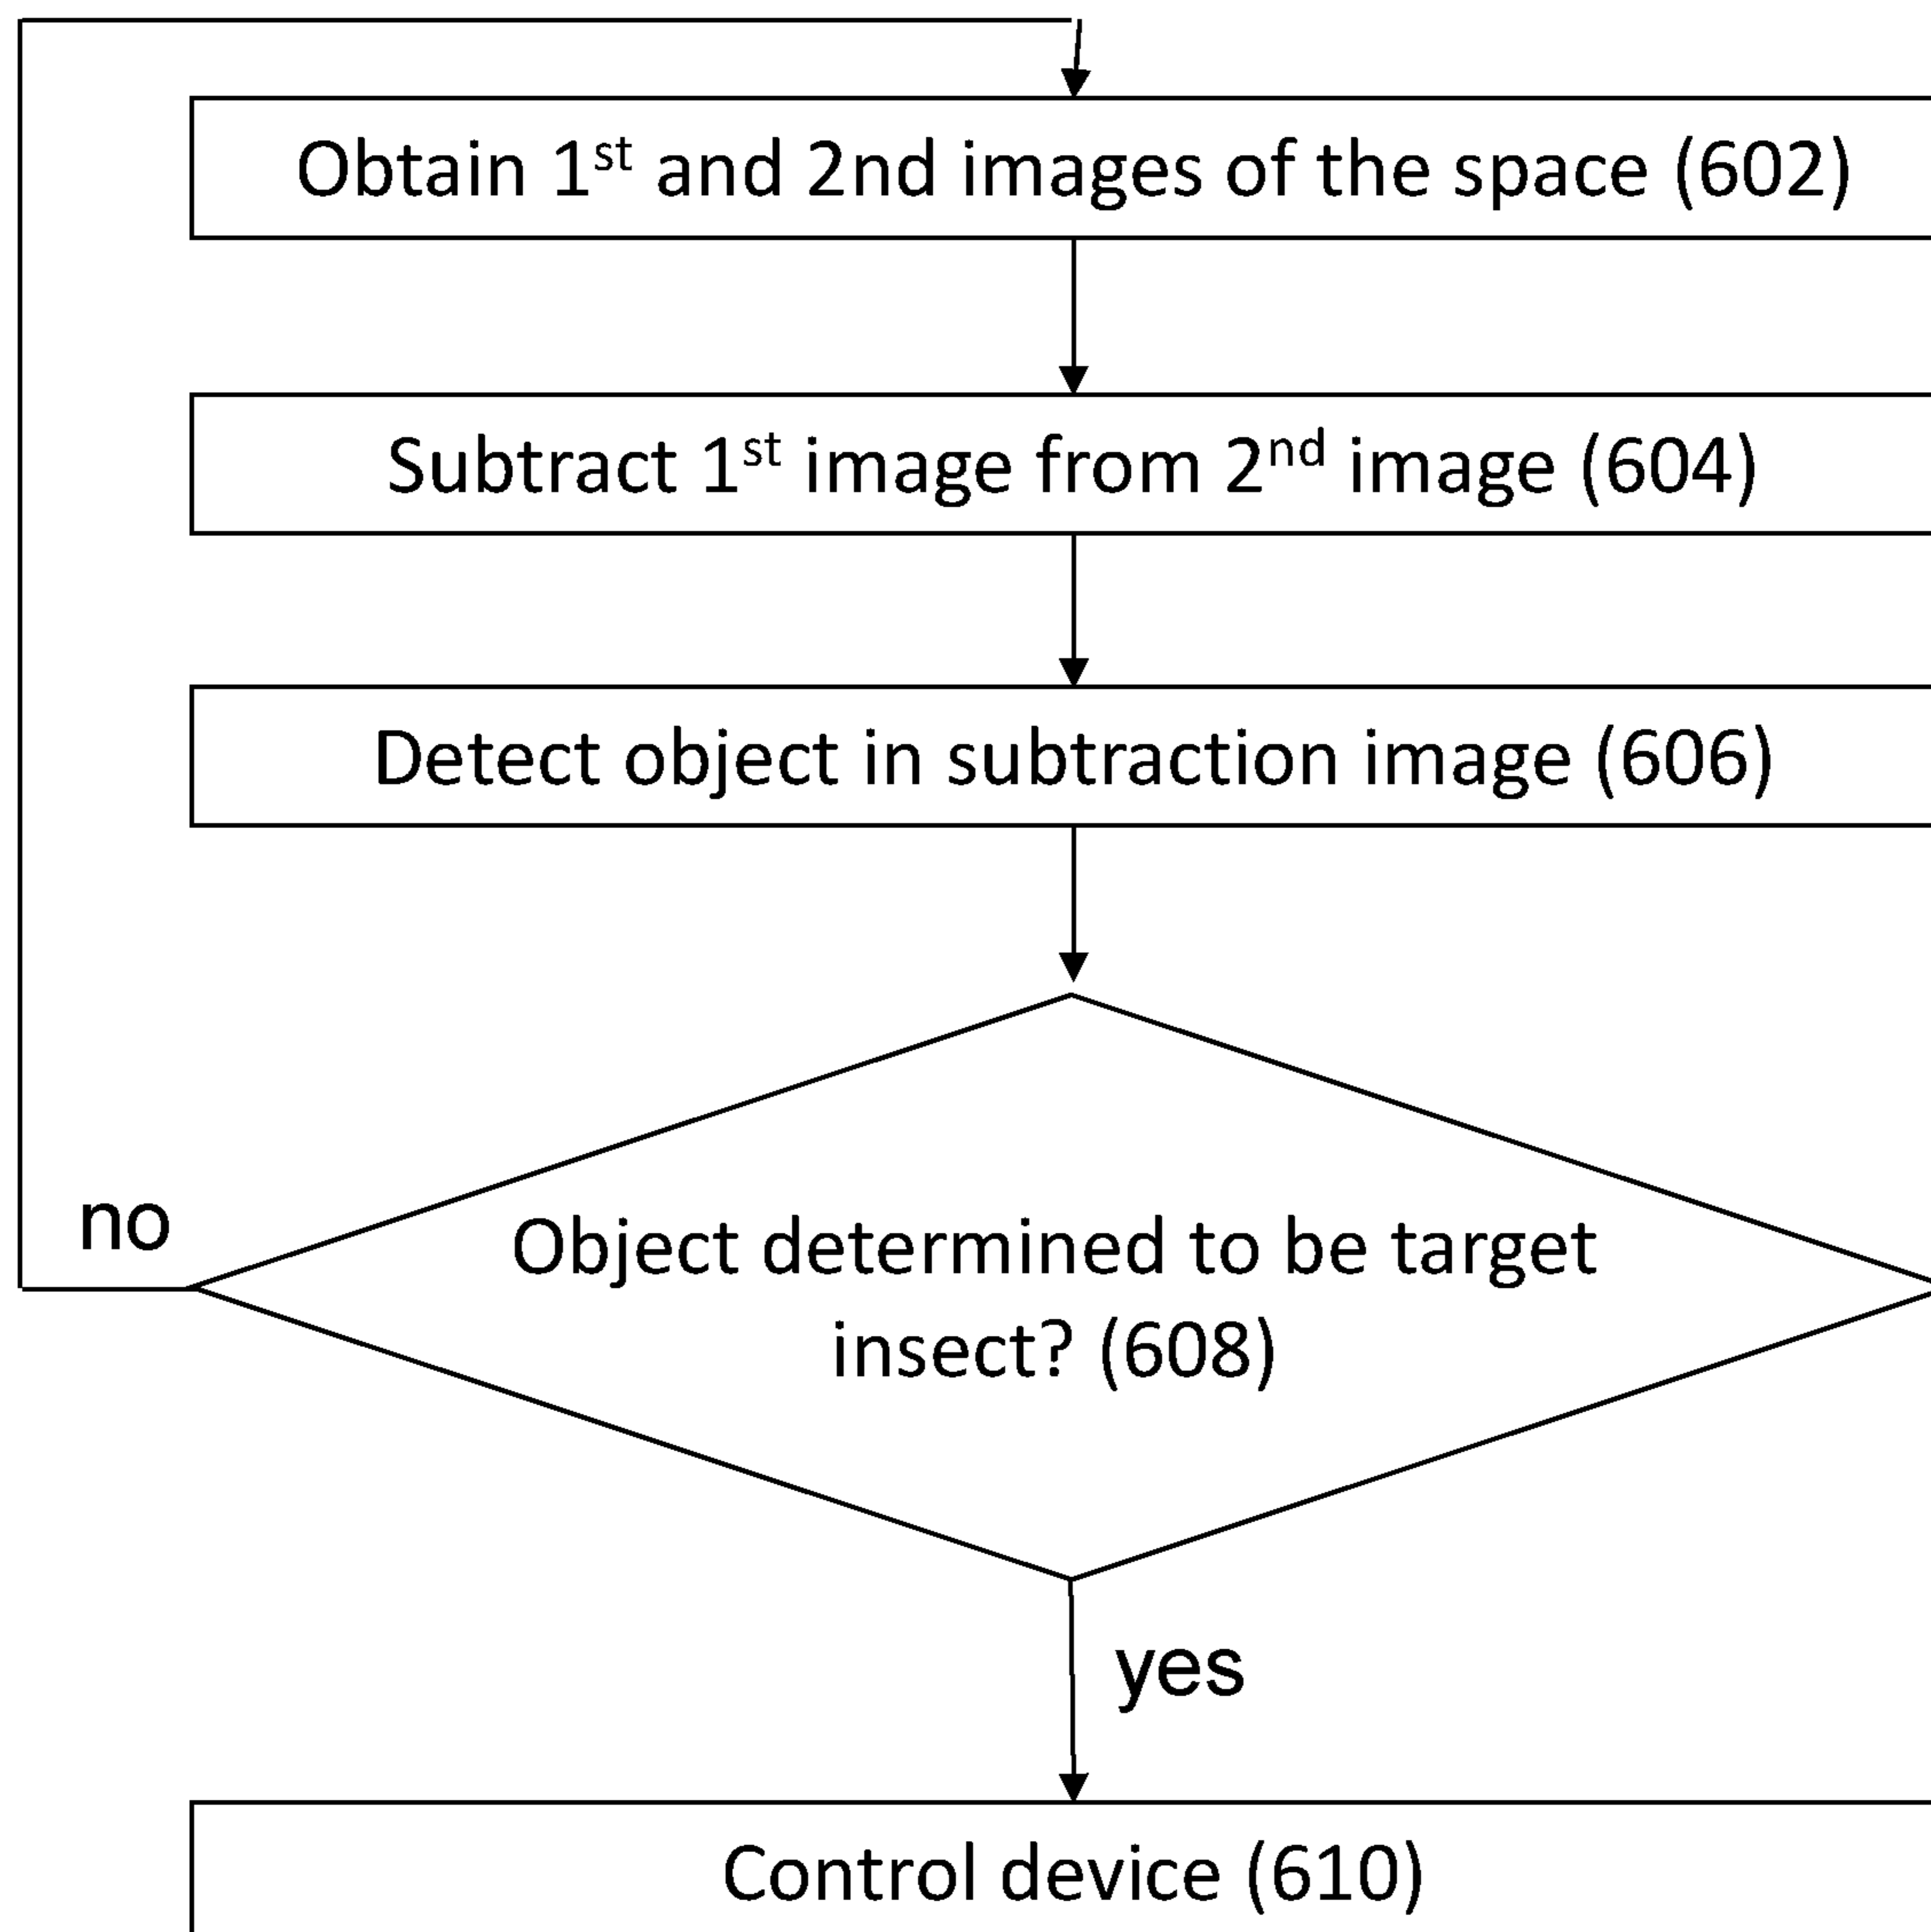 Obtain 1st and 2nd images of the space (602)
Subtract 1st image from 2nd image (604)
Detect object in subtraction image (606)
no
Object determined to be target
insect? (608)
yes
Control device (610)